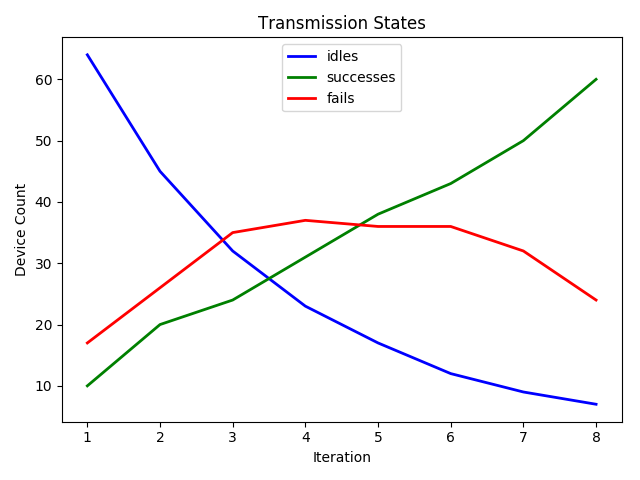 Transmission States
idles
successes
fails
Device Count
60
50
40
30
20
10
1 2 3 4 5 6 7 8
Iteration